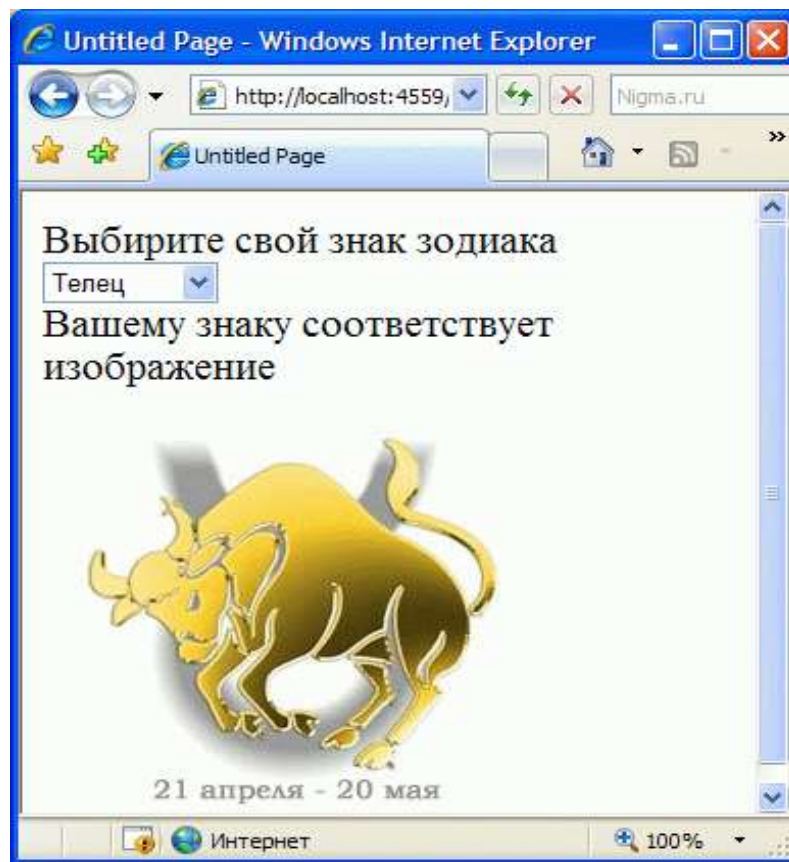 Untitled Page - Windows Internet Explorer
http://localhost:4559/
Nigma.ru
Untitled Page
»
Выбирите свой знак зодиака
Телец
Вашему знаку соответствует
изображение
21 апреля - 20 мая
Интернет
100%